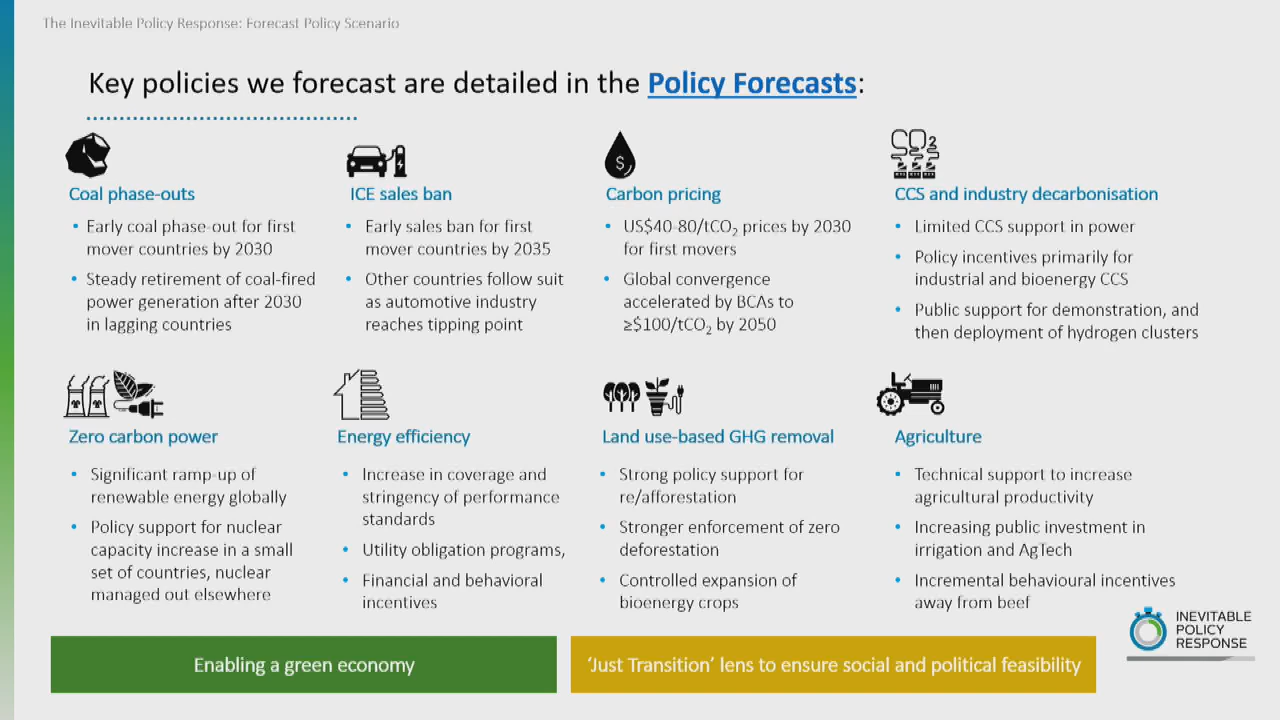 The Inevitable Policy Response: Forecast Policy Scenario
Key policies we forecast are detailed in the Policy Forecasts:
Coal phase-outs
• Early coal phase-out for first
mover countries by 2030
• Steady retirement of coal-fired
power generation after 2030
in lagging countries
ICE sales ban
• Early sales ban for first
mover countries by 2035
• Other countries follow suit
as automotive industry
reaches tipping point
$
Carbon pricing
• US$40-80/tCO₂ prices by 2030
for first movers
• Global convergence
accelerated by BCAs to
≥$100/tCO₂ by 2050
CO₂
CCS and industry decarbonisation
• Limited CCS support in power
• Policy incentives primarily for
industrial and bioenergy CCS
• Public support for demonstration, and
then deployment of hydrogen clusters
Zero carbon power
• Significant ramp-up of
renewable energy globally
• Policy support for nuclear
capacity increase in a small
set of countries, nuclear
managed out elsewhere
Energy efficiency
• Increase in coverage and
stringency of performance
standards
• Utility obligation programs,
• Financial and behavioral
incentives
Land use-based GHG removal
• Strong policy support for
re/afforestation
• Stronger enforcement of zero
deforestation
• Controlled expansion of
bioenergy crops
Agriculture
• Technical support to increase
agricultural productivity
• Increasing public investment in
irrigation and AgTech
• Incremental behavioural incentives
away from beef
Enabling a green economy
'Just Transition' lens to ensure social and political feasibility
INEVITABLE
POLICY
RESPONSE